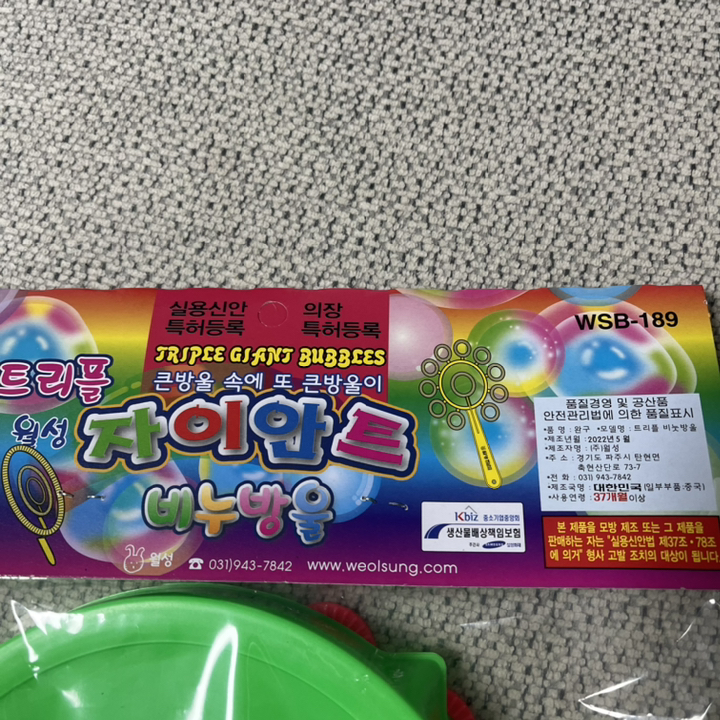 실용신안
특허등록
의장
특허등록
TRIPLE GIANT BUBBLES
큰방울 속에 또 큰방울이
트리플
월성
자이안트
비누방울
월성
☎ 031)943-7842 www.weolsung.com
WSB-189
품질경영 및 공산품
안전관리법에 의한 품질표시
•품 명 : 완구 •모델명 : 트리플 비눗방울
•제조년월 : 2022년 5월
•제조자명 : (주)월성
•주 소 : 경기도 파주시 탄현면
축현산단로 73-7
•전 화 : 031) 943-7842
•제조국명 : 대한민국(일부부품:중국)
•사용연령 : 37개월이상
Kbiz 중소기업중앙회
생산물배상책임보험
본 제품을 모방 제조 또는 그 제품을
판매하는 자는 "실용신안법 제37조·78조
에 의거" 형사 고발 조치의 대상이 됩니다.